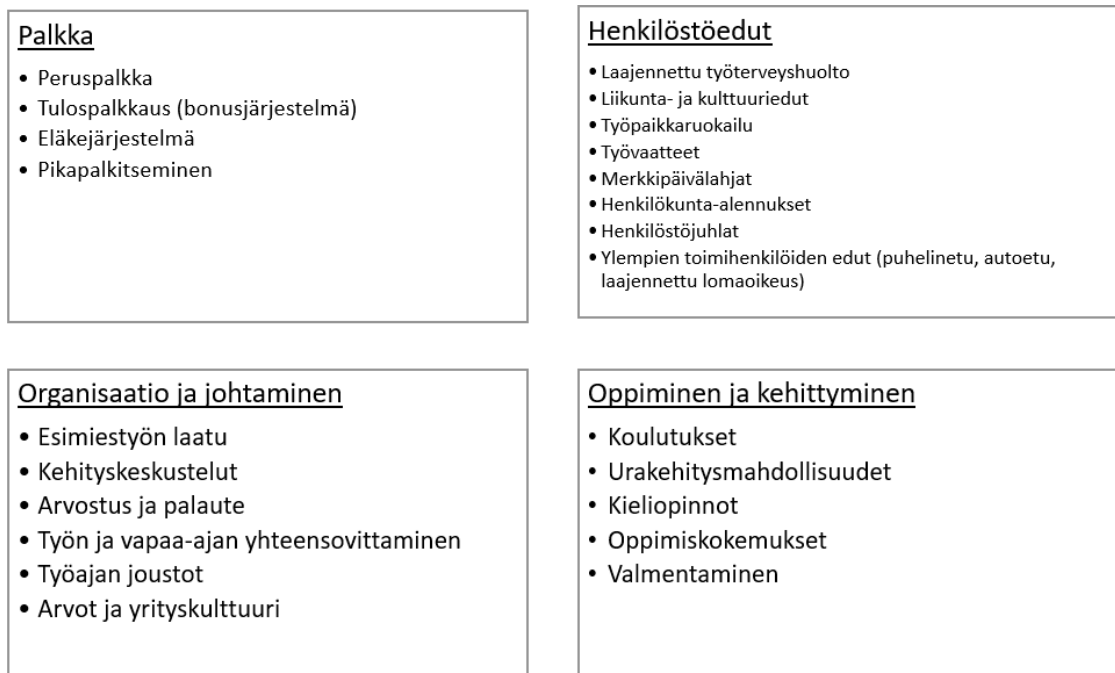 Palkka
• Peruspalkka
• Tulospalkkaus (bonusjärjestelmä)
• Eläkejärjestelmä
• Pikapalkitseminen
Henkilöstöedut
• Laajennettu työterveyshuolto
• Liikunta- ja kulttuuriedut
• Työpaikkaruokailu
• Työvaatteet
• Merkkipäivälahjat
• Henkilökunta-alennukset
• Henkilöstöjuhlat
• Ylempien toimihenkilöiden edut (puhelinetu, autoetu,
laajennettu lomaoikeus)
Organisaatio ja johtaminen
• Esimiestyön laatu
• Kehityskeskustelut
• Arvostus ja palaute
• Työn ja vapaa-ajan yhteensovittaminen
• Työajan joustot
• Arvot ja yrityskulttuuri
Oppiminen ja kehittyminen
• Koulutukset
• Urakehitysmahdollisuudet
• Kieliopinnot
• Oppimiskokemukset
• Valmentaminen